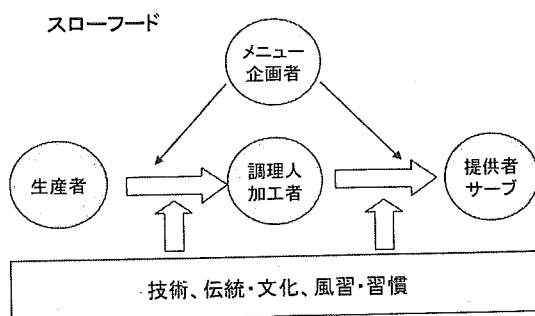 スローフード
メニュー
企画者
生産者
調理人
加工者
提供者
サーブ
技術、伝統・文化、風習・習慣